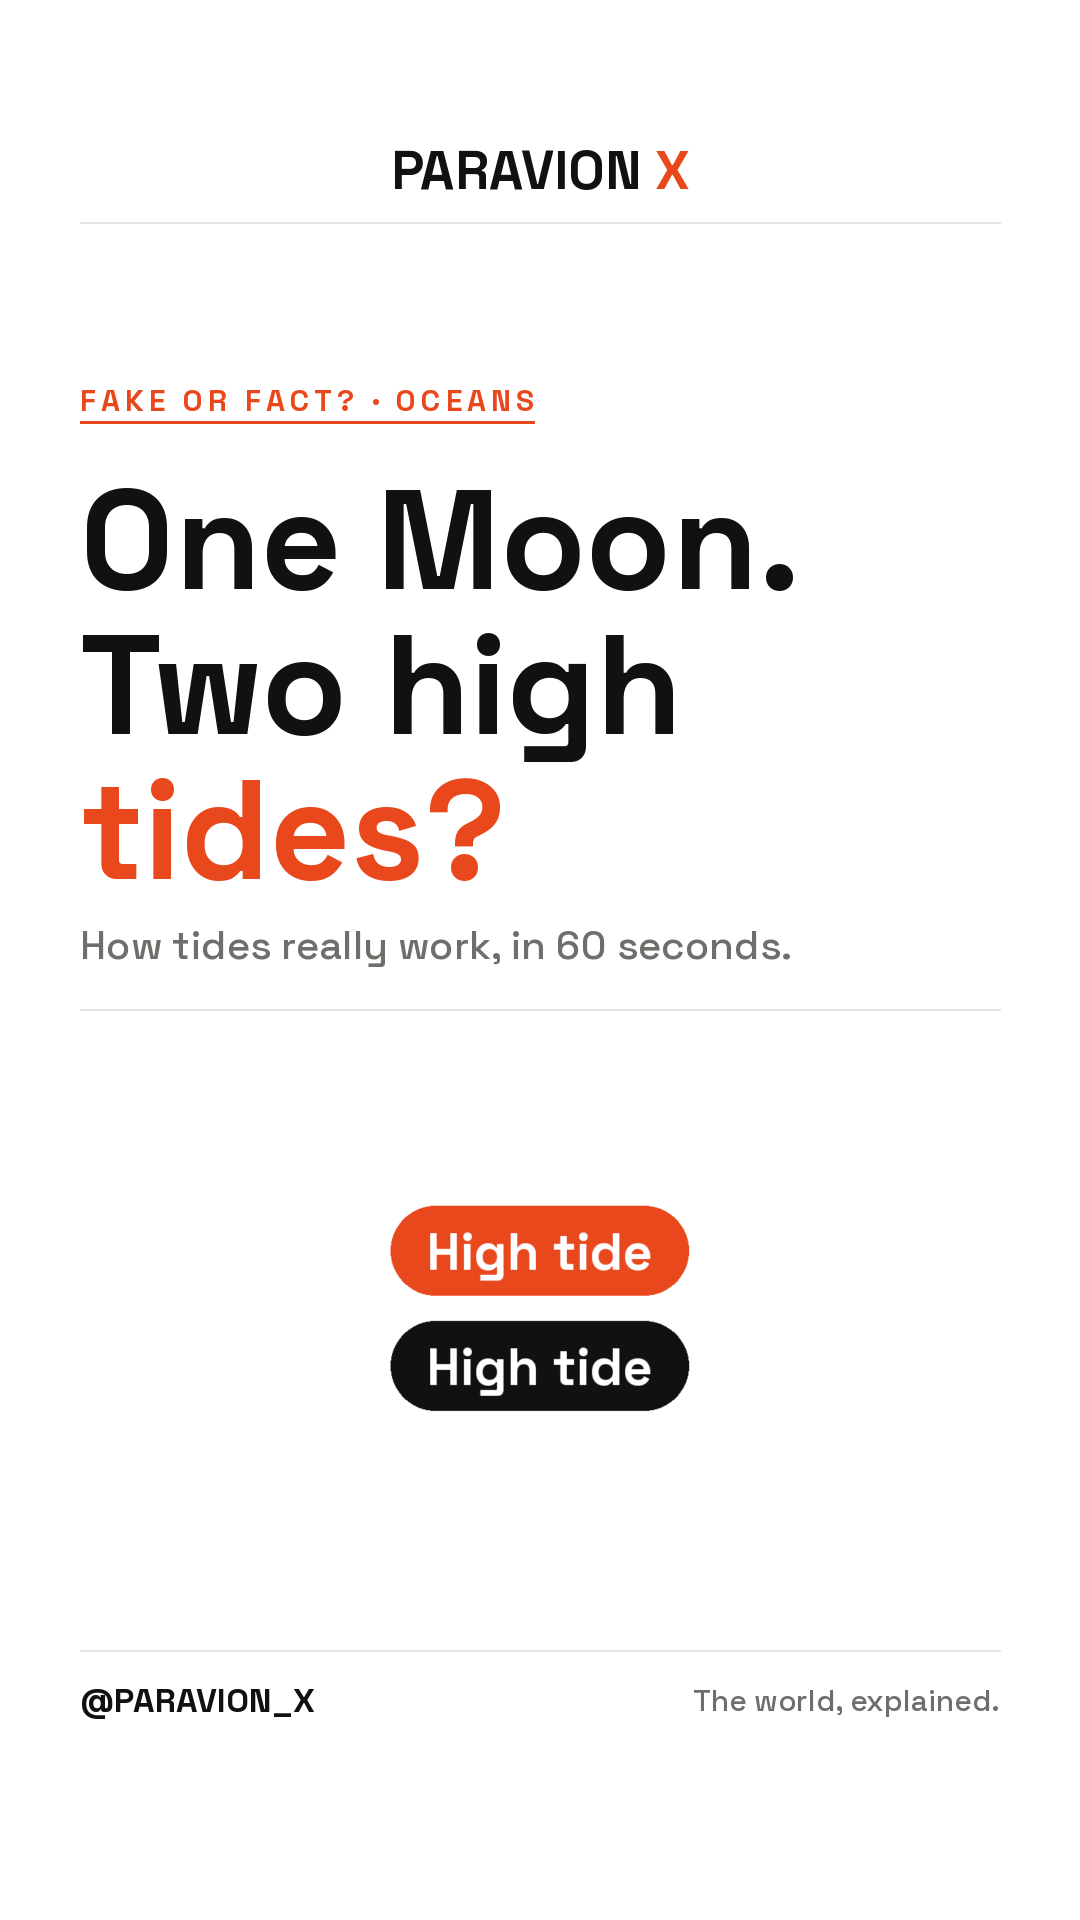 PARAVION X
FAKE OR FACT? · OCEANS
One Moon.
Two high
tides?
How tides really work, in 60 seconds.
High tide
High tide
@PARAVION_X
The world, explained.